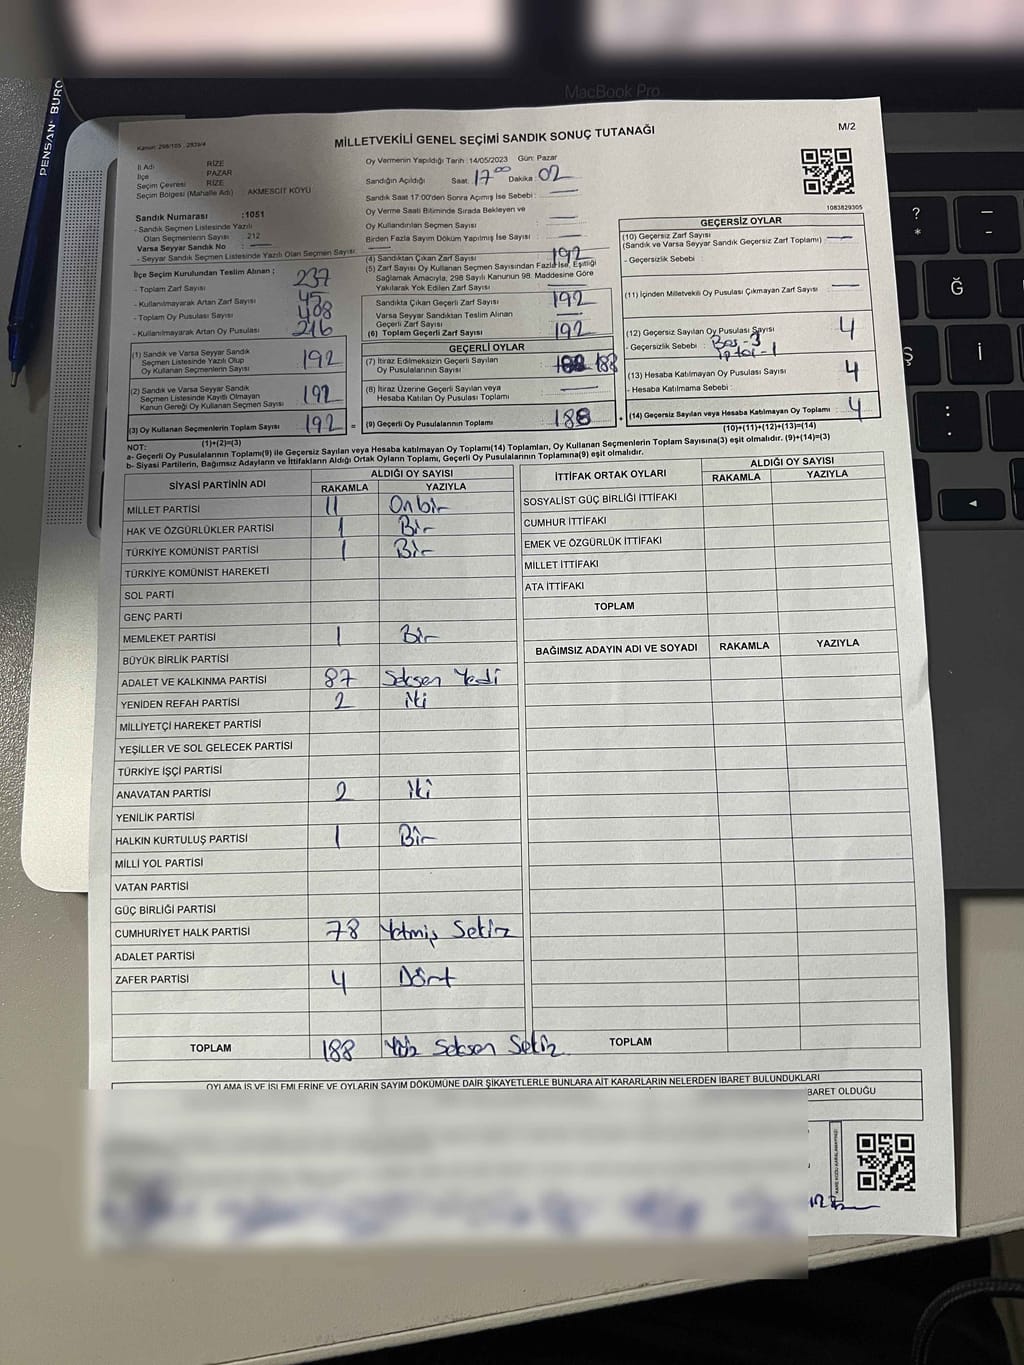 MacBook Pro
PENSAN BURO
Kanun: 298/105 , 2839/4
MİLLETVEKİLİ GENEL SEÇİMİ SANDIK SONUÇ TUTANAĞI
M/2
İl Adı RİZE
İlçe PAZAR
Seçim Çevresi RİZE
Seçim Bölgesi (Mahalle Adı) AKMESCİT KÖYÜ
Sandık Numarası :1051
- Sandık Seçmen Listesinde Yazılı
Olan Seçmenlerin Sayısı : 212
Varsa Seyyar Sandık No :
- Seyyar Sandık Seçmen Listesinde Yazılı Olan Seçmen Sayısı:
İlçe Seçim Kurulundan Teslim Alınan ;
- Toplam Zarf Sayısı 237
- Kullanılmayarak Artan Zarf Sayısı 45
- Toplam Oy Pusulası Sayısı 408
- Kullanılmayarak Artan Oy Pusulası 216
(1) Sandık ve Varsa Seyyar Sandık
Seçmen Listesinde Yazılı Olup
Oy Kullanan Seçmenlerin Sayısı 192
(2) Sandık ve Varsa Seyyar Sandık
Seçmen Listesinde Kayıtlı Olmayan
Kanun Gereği Oy Kullanan Seçmen Sayısı 192
(3) Oy Kullanan Seçmenlerin Toplam Sayısı 192 =
(1)+(2)=(3)
Oy Vermenin Yapıldığı Tarih :14/05/2023 Gün: Pazar
Sandığın Açıldığı Saat: 17 00 Dakika 02
Sandık Saat 17:00'den Sonra Açılmış İse Sebebi :
Oy Verme Saati Bitiminde Sırada Bekleyen ve
Oy Kullandırılan Seçmen Sayısı :
Birden Fazla Sayım Döküm Yapılmış İse Sayısı :
(4) Sandıktan Çıkan Zarf Sayısı 192
(5) Zarf Sayısı Oy Kullanan Seçmen Sayısından Fazla İse, Eşitliği
Sağlamak Amacıyla, 298 Sayılı Kanunun 98. Maddesine Göre
Yakılarak Yok Edilen Zarf Sayısı :
Sandıkta Çıkan Geçerli Zarf Sayısı 192
Varsa Seyyar Sandıktan Teslim Alınan
Geçerli Zarf Sayısı
(6) Toplam Geçerli Zarf Sayısı 192
GEÇERLİ OYLAR
(7) İtiraz Edilmeksizin Geçerli Sayılan
Oy Pusulalarının Sayısı 188
(8) İtiraz Üzerine Geçerli Sayılan veya
Hesaba Katılan Oy Pusulası Toplamı
(9) Geçerli Oy Pusulalarının Toplamı 188 +
1083829305
GEÇERSİZ OYLAR
(10) Geçersiz Zarf Sayısı
(Sandık ve Varsa Seyyar Sandık Geçersiz Zarf Toplamı)
- Geçersizlik Sebebi :
(11) İçinden Milletvekili Oy Pusulası Çıkmayan Zarf Sayısı
(12) Geçersiz Sayılan Oy Pusulası Sayısı 4
- Geçersizlik Sebebi : Boş-3
iptal-1
(13) Hesaba Katılmayan Oy Pusulası Sayısı 4
- Hesaba Katılmama Sebebi :
(14) Geçersiz Sayılan veya Hesaba Katılmayan Oy Toplamı 4
(10)+(11)+(12)+(13)=(14)
NOT:
a- Geçerli Oy Pusulalarının Toplamı(9) ile Geçersiz Sayılan veya Hesaba katılmayan Oy Toplamı(14) Toplamları, Oy Kullanan Seçmenlerin Toplam Sayısına(3) eşit olmalıdır. (9)+(14)=(3)
b- Siyasi Partilerin, Bağımsız Adayların ve İttifakların Aldığı Ortak Oyların Toplamı, Geçerli Oy Pusulalarının Toplamına(9) eşit olmalıdır.
SİYASİ PARTİNİN ADI ALDIĞI OY SAYISI
RAKAMLA YAZIYLA
MİLLET PARTİSİ 11 Onbir
HAK VE ÖZGÜRLÜKLER PARTİSİ 1 Bir
TÜRKİYE KOMÜNİST PARTİSİ 1 Bir
TÜRKİYE KOMÜNİST HAREKETİ
SOL PARTİ
GENÇ PARTİ
MEMLEKET PARTİSİ 1 Bir
BÜYÜK BİRLİK PARTİSİ
ADALET VE KALKINMA PARTİSİ 87 Seksen Yedi
YENİDEN REFAH PARTİSİ 2 iki
MİLLİYETÇİ HAREKET PARTİSİ
YEŞİLLER VE SOL GELECEK PARTİSİ
TÜRKİYE İŞÇİ PARTİSİ
ANAVATAN PARTİSİ 2 iki
YENİLİK PARTİSİ
HALKIN KURTULUŞ PARTİSİ 1 Bir
MİLLİ YOL PARTİSİ
VATAN PARTİSİ
GÜÇ BİRLİĞİ PARTİSİ
CUMHURİYET HALK PARTİSİ 78 Yetmiş Sekiz
ADALET PARTİSİ
ZAFER PARTİSİ 4 Dört
TOPLAM 188 Yüz Seksen Sekiz
İTTİFAK ORTAK OYLARI ALDIĞI OY SAYISI
RAKAMLA YAZIYLA
SOSYALİST GÜÇ BİRLİĞİ İTTİFAKI
CUMHUR İTTİFAKI
EMEK VE ÖZGÜRLÜK İTTİFAKI
MİLLET İTTİFAKI
ATA İTTİFAKI
TOPLAM
BAĞIMSIZ ADAYIN ADI VE SOYADI RAKAMLA YAZIYLA
TOPLAM
OYLAMA İŞ VE İŞLEMLERİNE VE OYLARIN SAYIM DÖKÜMÜNE DAİR ŞİKAYETLERLE BUNLARA AİT KARARLARIN NELERDEN İBARET BULUNDUKLARI
BARET OLDUĞU